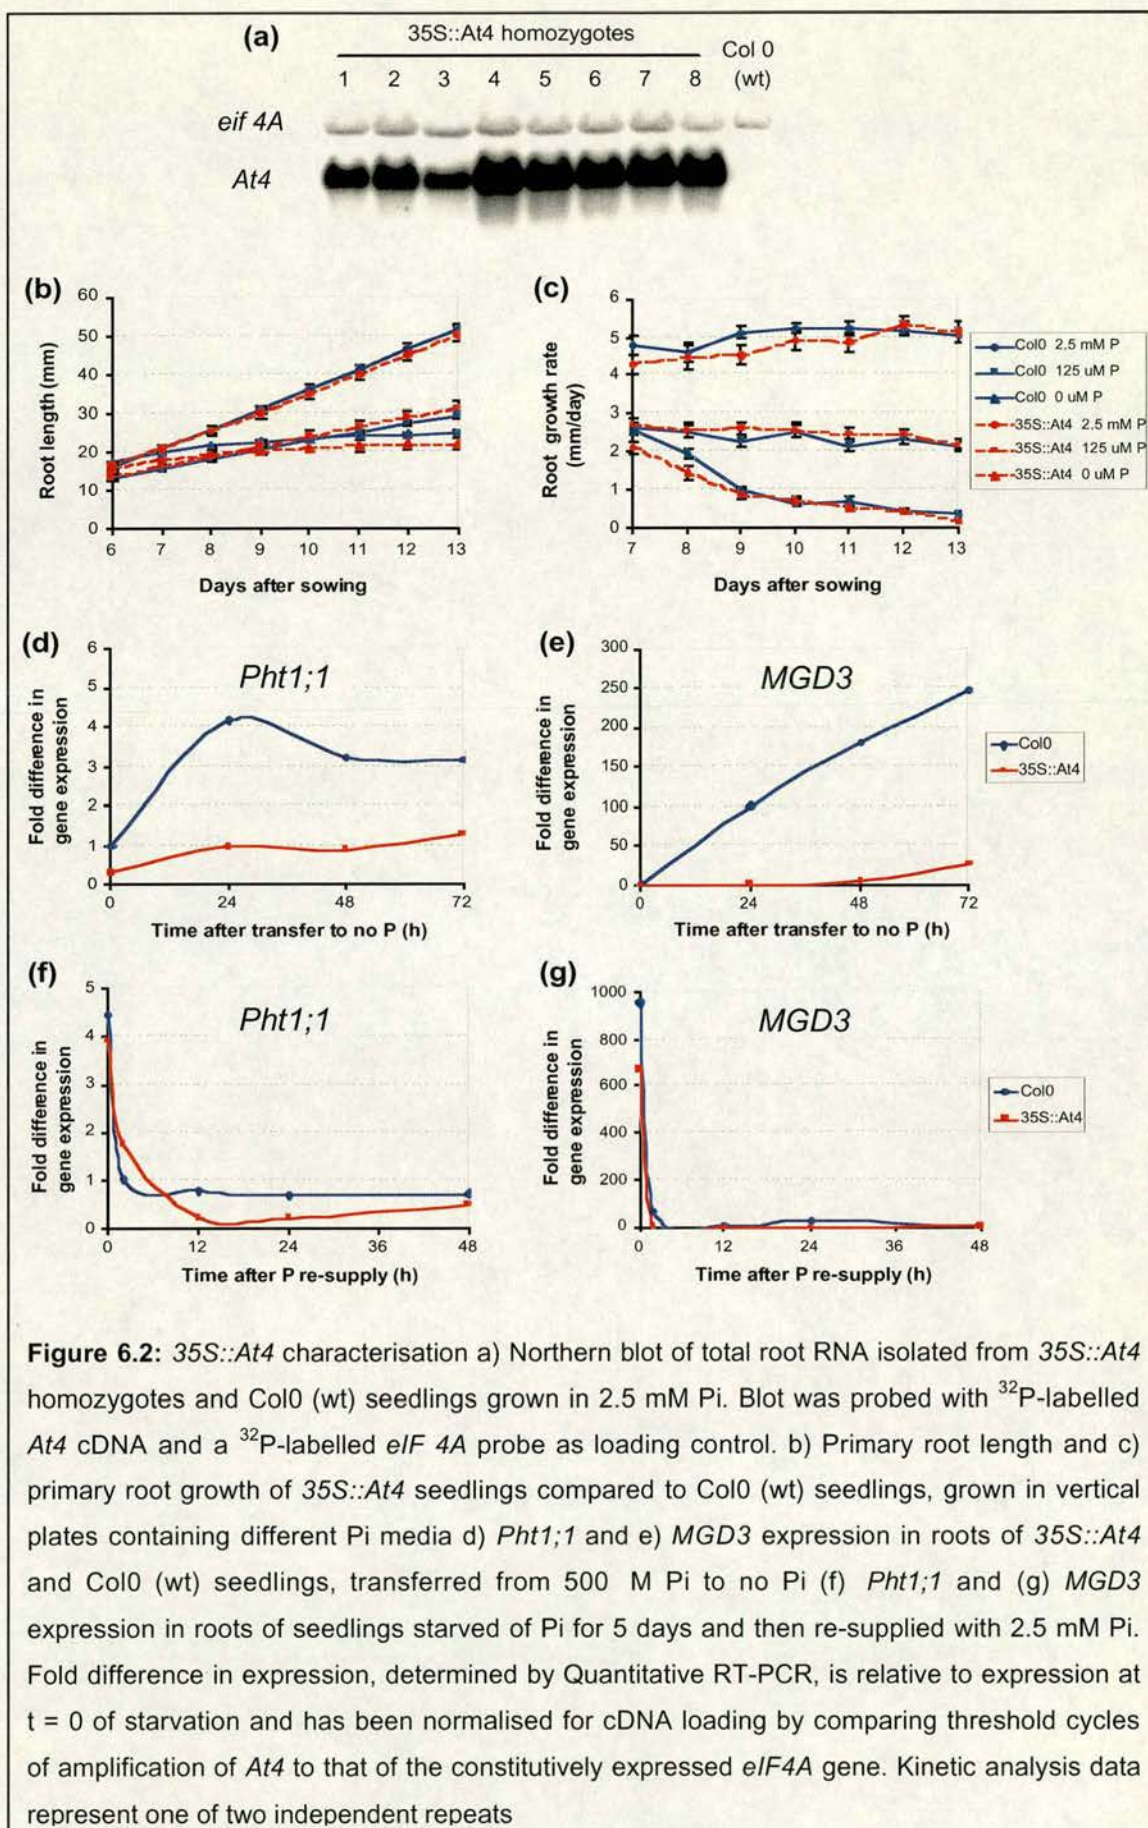 (a)
35S::At4 homozygotes
Col 0
(wt)
1 2 3 4 5 6 7 8
eif 4A
At4
(b)
Root length (mm)
60
50
40
30
20
10
0
6 7 8 9 10 11 12 13
Days after sowing
(c)
Root growth rate
(mm/day)
6
5
4
3
2
1
0
7 8 9 10 11 12 13
Days after sowing
Col0 2.5 mM P
Col0 125 uM P
Col0 0 uM P
35S::At4 2.5 mM P
35S::At4 125 uM P
35S::At4 0 uM P
(d)
Pht1;1
Fold difference in
gene expression
6
5
4
3
2
1
0
0 24 48 72
Time after transfer to no P (h)
(e)
MGD3
Fold difference in
gene expression
300
250
200
150
100
50
0
0 24 48 72
Time after transfer to no P (h)
Col0
35S::At4
(f)
Pht1;1
Fold difference in
gene expression
5
4
3
2
1
0
0 12 24 36 48
Time after P re-supply (h)
(g)
MGD3
Fold difference in
gene expression
1000
800
600
400
200
0
0 12 24 36 48
Time after P re-supply (h)
Col0
35S::At4
Figure 6.2: 35S::At4 characterisation a) Northern blot of total root RNA isolated from 35S::At4
homozygotes and Col0 (wt) seedlings grown in 2.5 mM Pi. Blot was probed with ³²P-labelled
At4 cDNA and a ³²P-labelled eIF 4A probe as loading control. b) Primary root length and c)
primary root growth of 35S::At4 seedlings compared to Col0 (wt) seedlings, grown in vertical
plates containing different Pi media d) Pht1;1 and e) MGD3 expression in roots of 35S::At4
and Col0 (wt) seedlings, transferred from 500 M Pi to no Pi (f) Pht1;1 and (g) MGD3
expression in roots of seedlings starved of Pi for 5 days and then re-supplied with 2.5 mM Pi.
Fold difference in expression, determined by Quantitative RT-PCR, is relative to expression at
t = 0 of starvation and has been normalised for cDNA loading by comparing threshold cycles
of amplification of At4 to that of the constitutively expressed eIF4A gene. Kinetic analysis data
represent one of two independent repeats